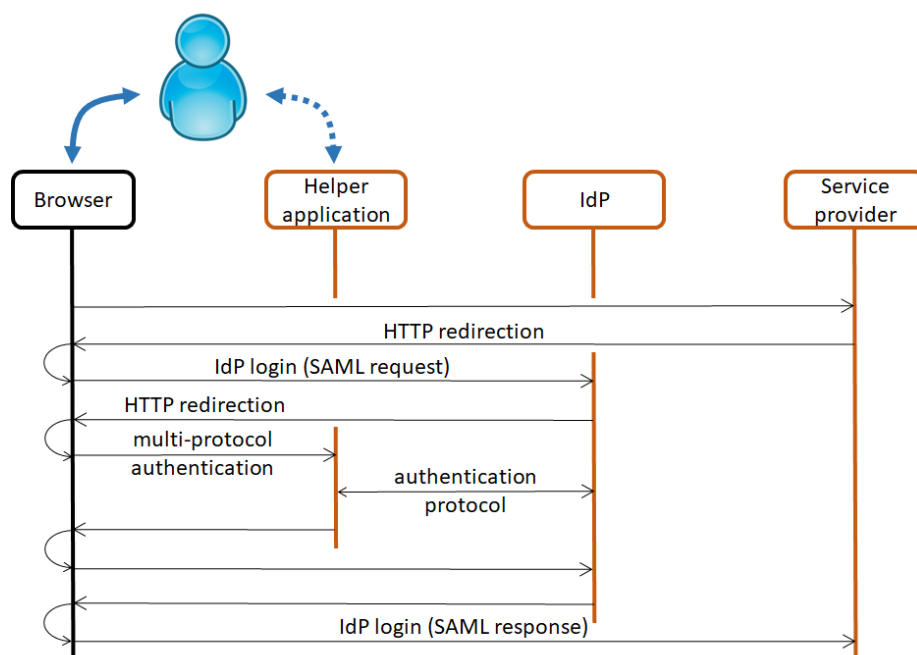 Browser
Helper
application
IdP
Service
provider
HTTP redirection
IdP login (SAML request)
HTTP redirection
multi-protocol
authentication
authentication
protocol
IdP login (SAML response)